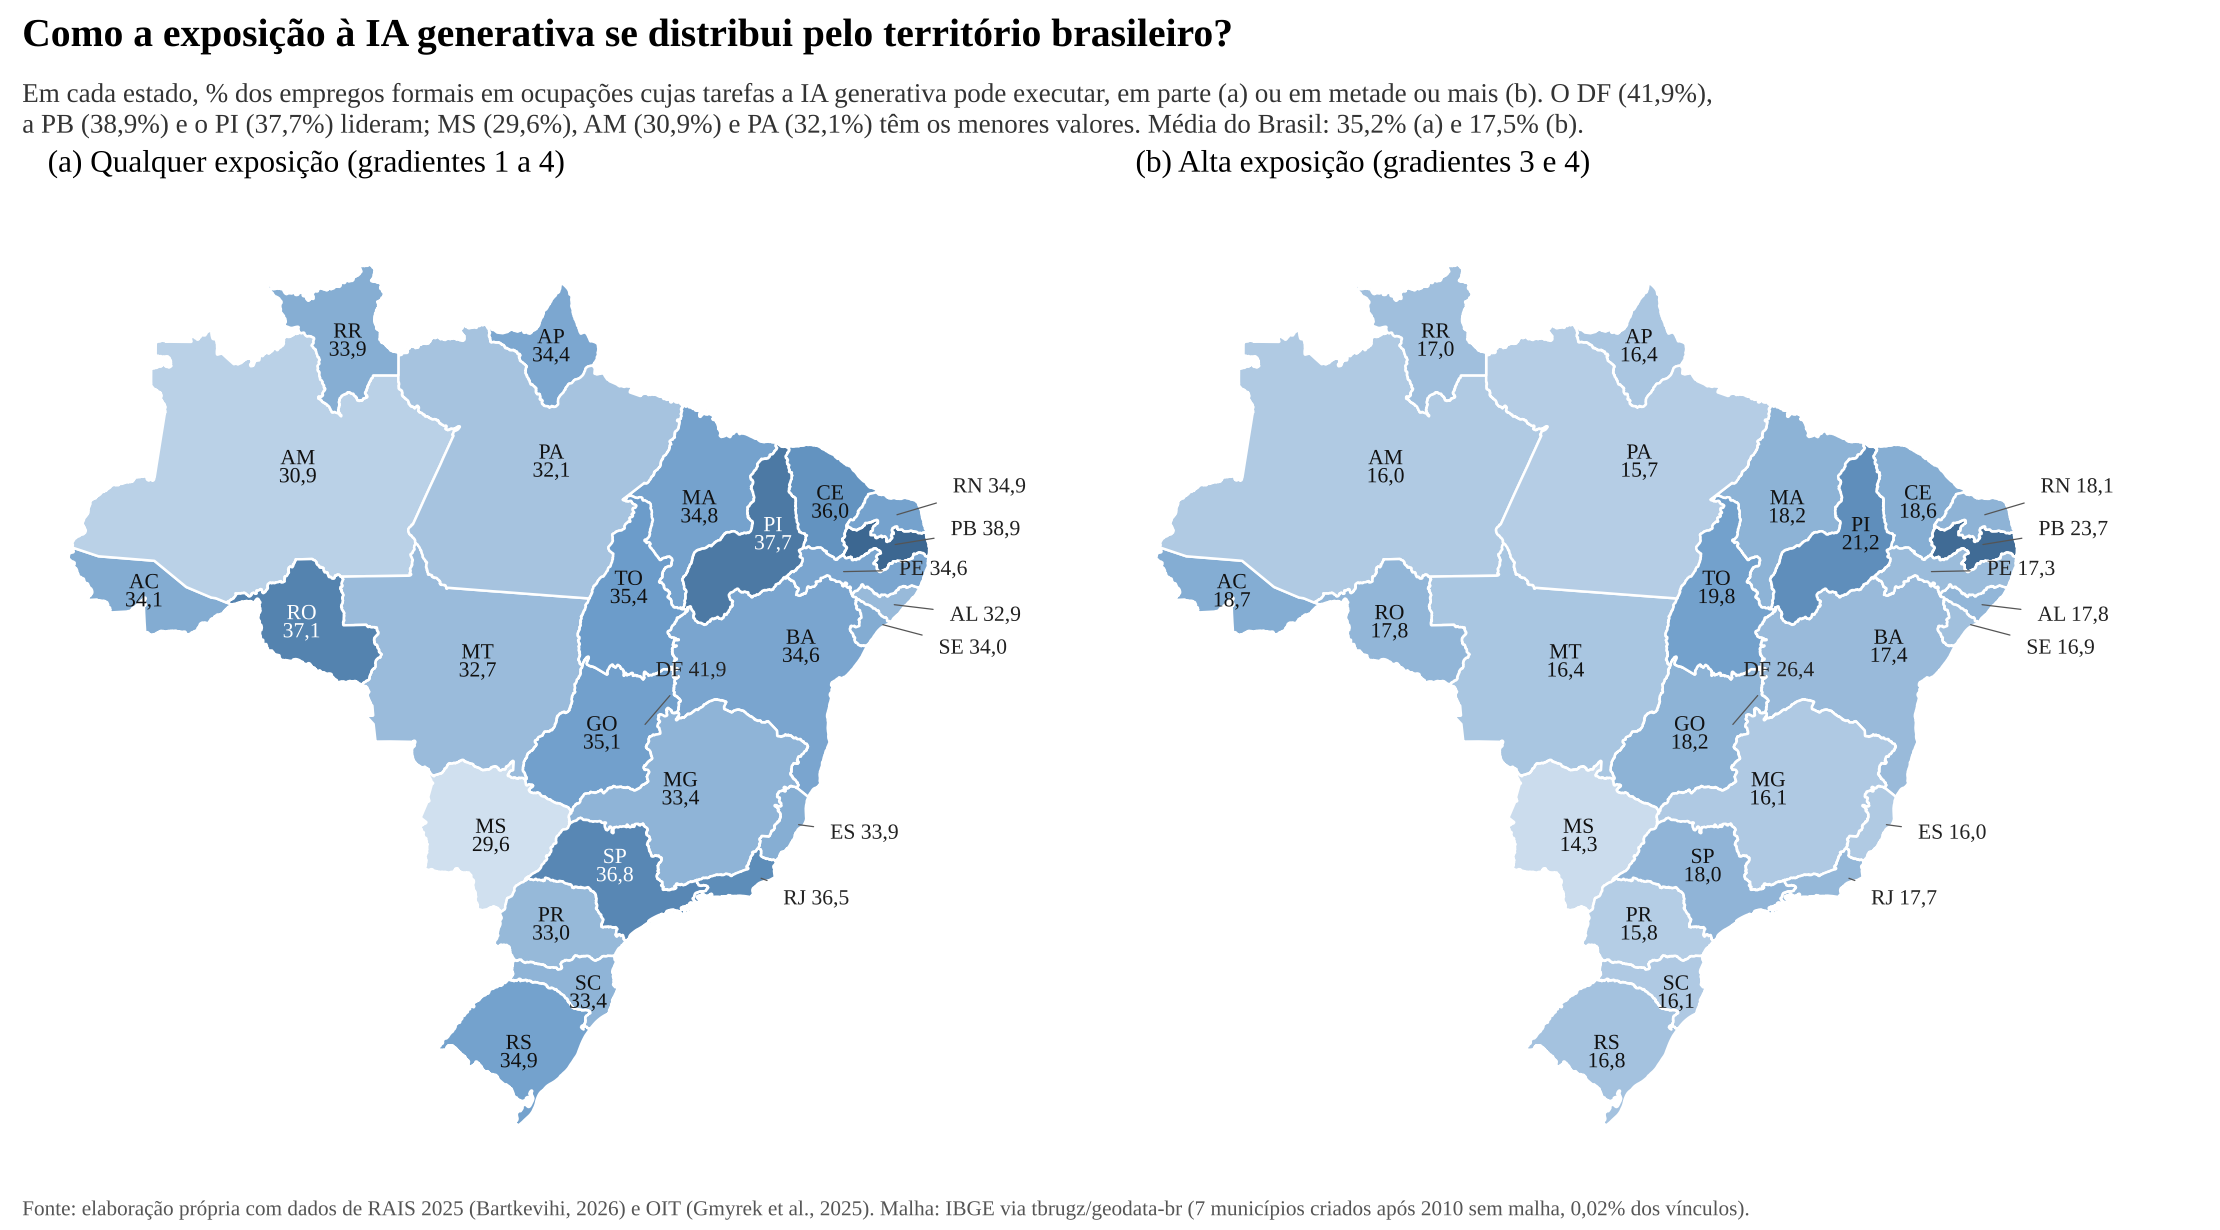 Como a exposição à IA generativa se distribui pelo território brasileiro?
Em cada estado, % dos empregos formais em ocupações cujas tarefas a IA generativa pode executar, em parte (a) ou em metade ou mais (b). O DF (41,9%),
a PB (38,9%) e o PI (37,7%) lideram; MS (29,6%), AM (30,9%) e PA (32,1%) têm os menores valores. Média do Brasil: 35,2% (a) e 17,5% (b).
(a) Qualquer exposição (gradientes 1 a 4)
RR
33,9
AP
34,4
AM
30,9
PA
32,1
MA
34,8
CE
36,0
RN 34,9
PI
37,7
PB 38,9
PE 34,6
AC
34,1
TO
35,4
RO
37,1
AL 32,9
SE 34,0
BA
34,6
MT
32,7
DF 41,9
GO
35,1
MG
33,4
MS
29,6
ES 33,9
SP
36,8
RJ 36,5
PR
33,0
SC
33,4
RS
34,9
(b) Alta exposição (gradientes 3 e 4)
RR
17,0
AP
16,4
AM
16,0
PA
15,7
MA
18,2
CE
18,6
RN 18,1
PI
21,2
PB 23,7
PE 17,3
AC
18,7
TO
19,8
RO
17,8
AL 17,8
SE 16,9
BA
17,4
MT
16,4
DF 26,4
GO
18,2
MG
16,1
MS
14,3
ES 16,0
SP
18,0
RJ 17,7
PR
15,8
SC
16,1
RS
16,8
Fonte: elaboração própria com dados de RAIS 2025 (Bartkevihi, 2026) e OIT (Gmyrek et al., 2025). Malha: IBGE via tbrugz/geodata-br (7 municípios criados após 2010 sem malha, 0,02% dos vínculos).